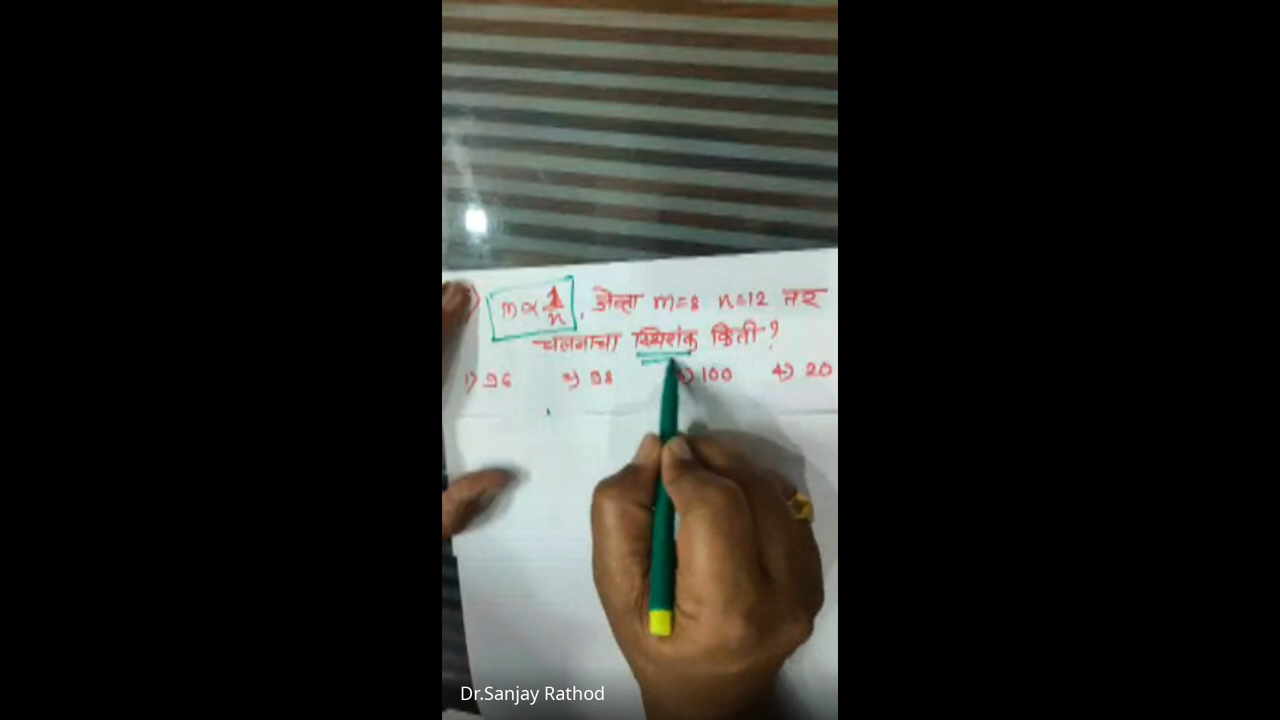 m ∝ 1/n , जेव्हा m=8 n=12 तर
चलनाचा स्थिरांक किती?
1) 96 2) 98 3) 100 4) 20
Dr.Sanjay Rathod